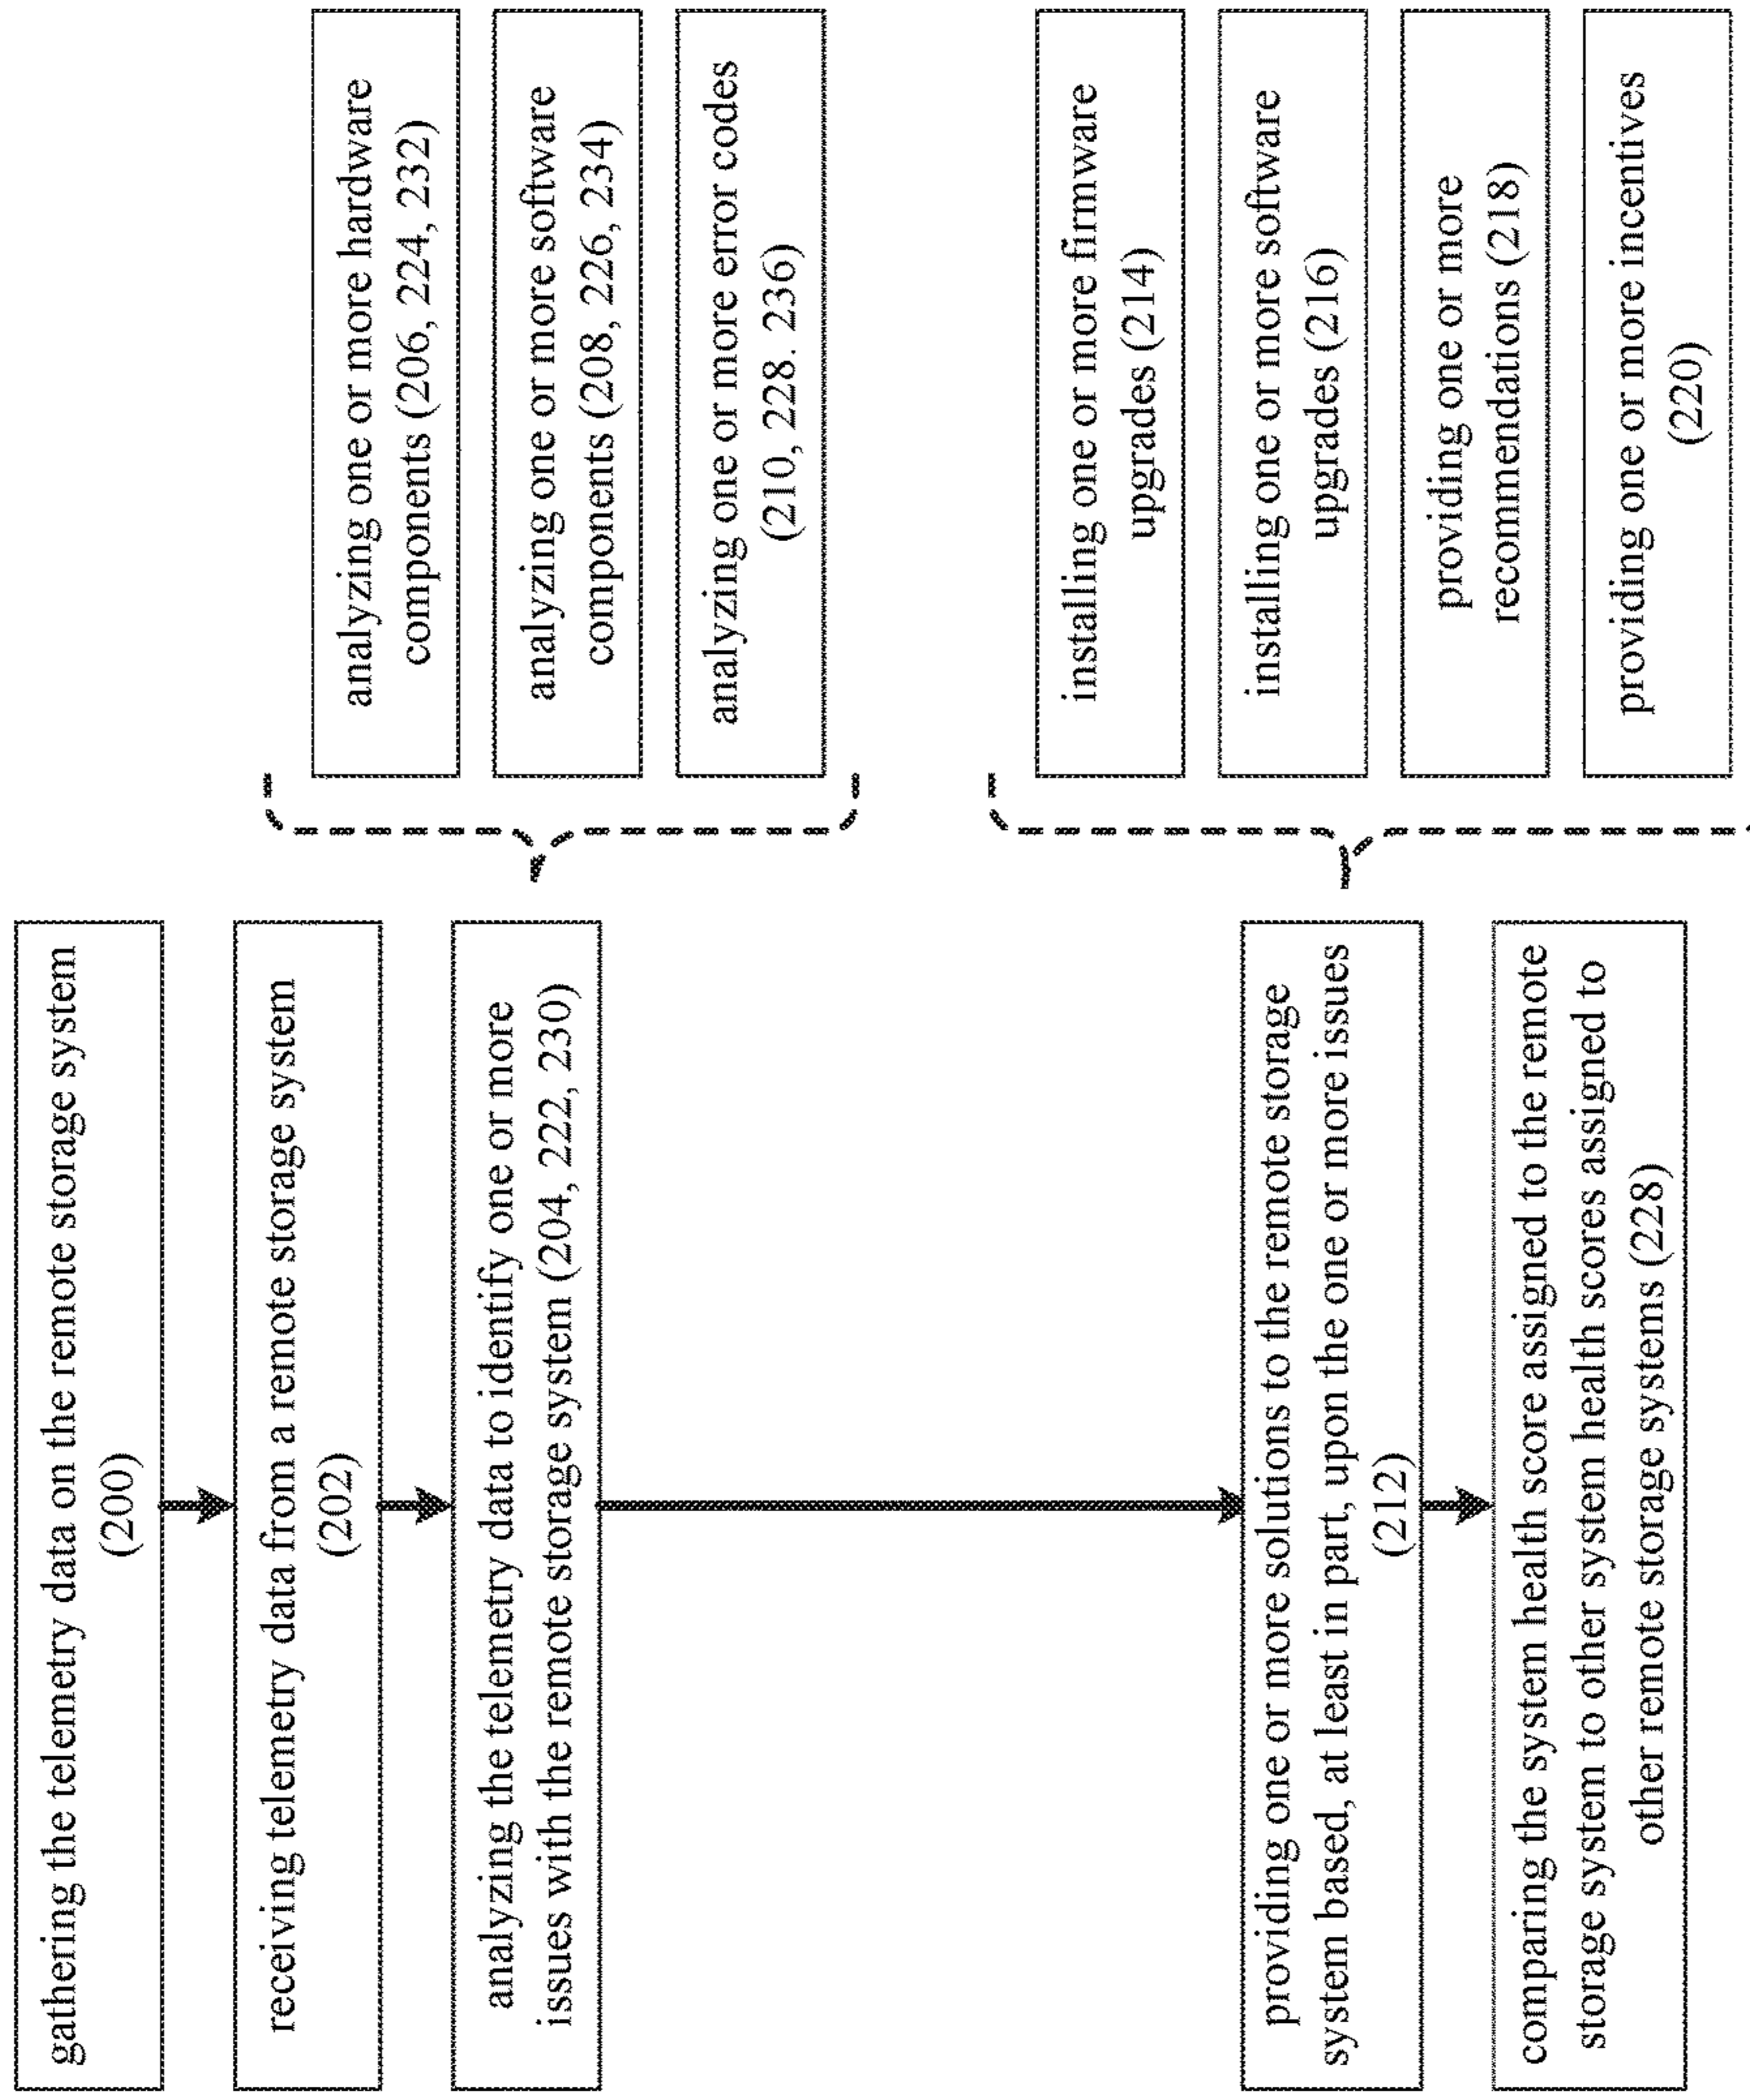 gathering the telemetry data on the remote storage system
(200)
receiving telemetry data from a remote storage system
(202)
analyzing the telemetry data to identify one or more
issues with the remote storage system (204, 222, 230)
analyzing one or more hardware
components (206, 224, 232)
analyzing one or more software
components (208, 226, 234)
analyzing one or more error codes
(210, 228. 236)
providing one or more solutions to the remote storage
system based, at least in part, upon the one or more issues
(212)
installing one or more firmware
upgrades (214)
installing one or more software
upgrades (216)
providing one or more
recommendations (218)
providing one or more incentives
(220)
comparing the system health score assigned to the remote
storage system to other system health scores assigned to
other remote storage systems (228)